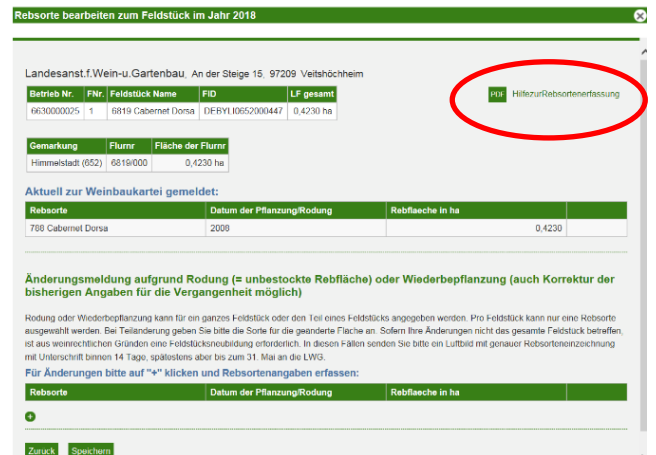 Rebsorte bearbeiten zum Feldstück im Jahr 2018
Landesanst.f.Wein-u.Gartenbau, An der Steige 15, 97209 Veitshöchheim
Betrieb Nr. FNr. Feldstück Name FID LF gesamt
6630000025 1 6819 Cabernet Dorsa DEBYLI0652000447 0,4230 ha
PDF HilfezurRebsortenerfassung
Gemarkung Flurnr Fläche der Flurnr
Himmelstadt (652) 6819/000 0,4230 ha
Aktuell zur Weinbaukartei gemeldet:
Rebsorte Datum der Pflanzung/Rodung Rebflaeche in ha
788 Cabernet Dorsa 2008 0,4230
Änderungsmeldung aufgrund Rodung (= unbestockte Rebfläche) oder Wiederbepflanzung (auch Korrektur der
bisherigen Angaben für die Vergangenheit möglich)
Rodung oder Wiederbepflanzung kann für ein ganzes Feldstück oder den Teil eines Feldstücks angegeben werden. Pro Feldstück kann nur eine Rebsorte
ausgewählt werden. Bei Teiländerung geben Sie bitte die Sorte für die geänderte Fläche an. Sofern Ihre Änderungen nicht das gesamte Feldstück betreffen,
ist aus weinrechtlichen Gründen eine Feldstücksneubildung erforderlich. In diesen Fällen senden Sie bitte ein Luftbild mit genauer Rebsorteneinzeichnung
mit Unterschrift binnen 14 Tage, spätestens aber bis zum 31. Mai an die LWG.
Für Änderungen bitte auf "+" klicken und Rebsortenangaben erfassen:
Rebsorte Datum der Pflanzung/Rodung Rebflaeche in ha
Zurück Speichern